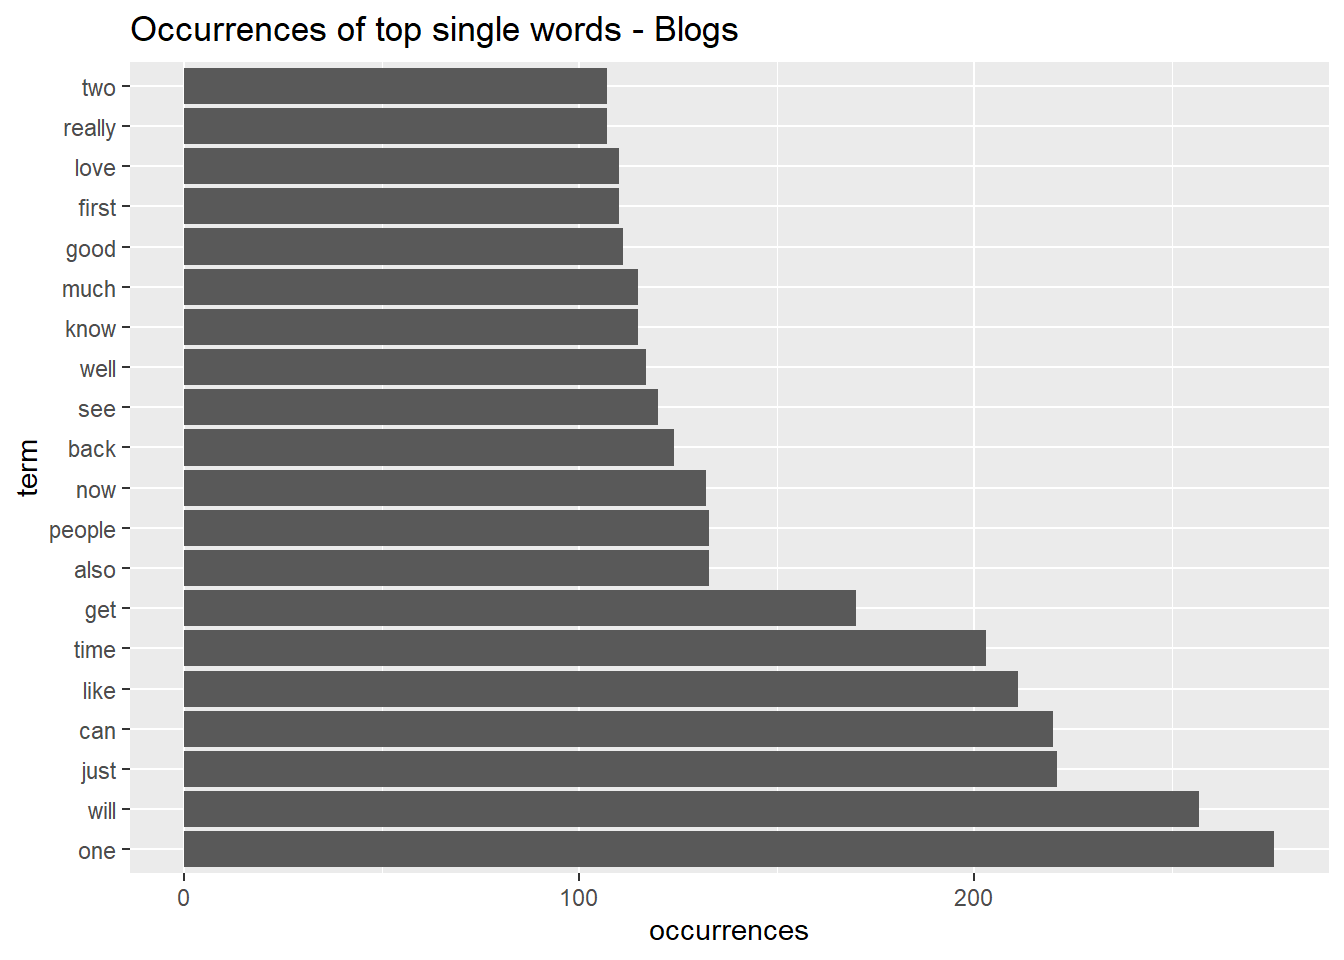 Occurrences of top single words - Blogs
two
really
love
first
good
much
know
well
see
back
now
people
also
get
time
like
can
just
will
one
term
0 100 200
occurrences